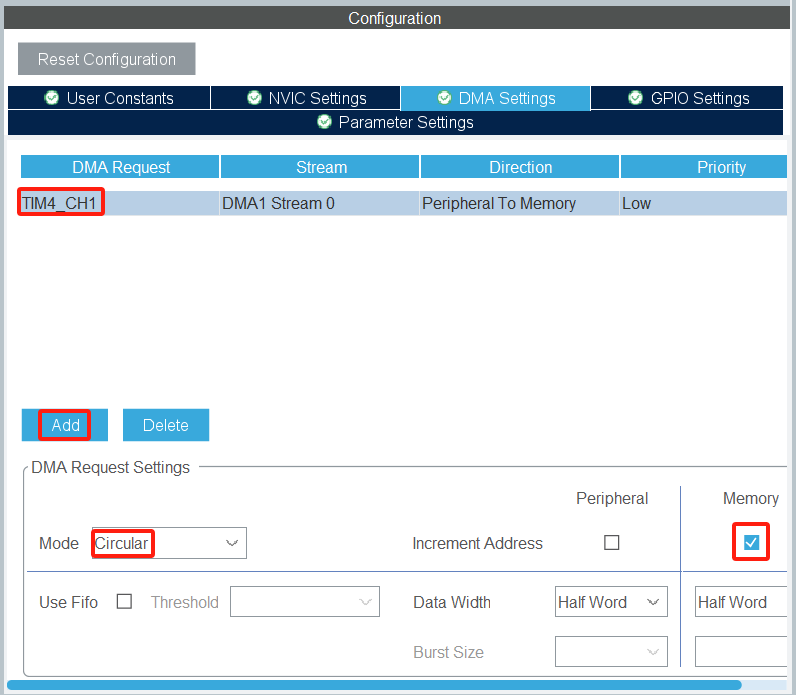 Configuration
Reset Configuration
User Constants NVIC Settings DMA Settings GPIO Settings
Parameter Settings
DMA Request Stream Direction Priority
TIM4_CH1 DMA1 Stream 0 Peripheral To Memory Low
Add Delete
DMA Request Settings
Peripheral Memory
Mode Circular Increment Address
Use Fifo Threshold Data Width Half Word Half Word
Burst Size